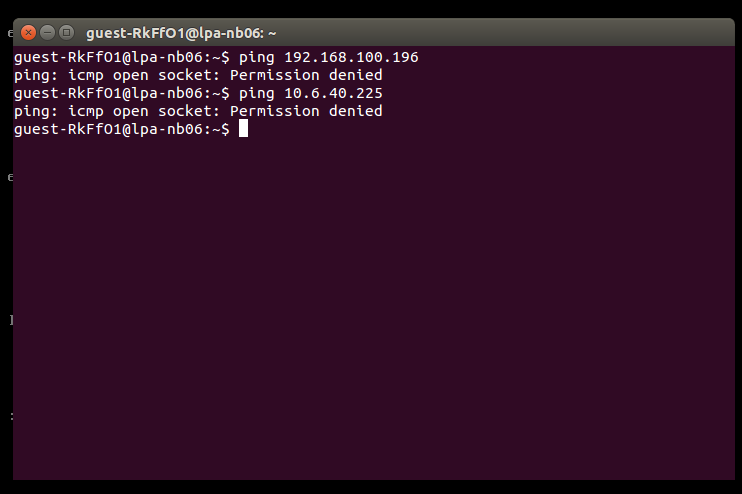 guest-RkFfO1@lpa-nb06: ~
guest-RkFfO1@lpa-nb06:~$ ping 192.168.100.196
ping: icmp open socket: Permission denied
guest-RkFfO1@lpa-nb06:~$ ping 10.6.40.225
ping: icmp open socket: Permission denied
guest-RkFfO1@lpa-nb06:~$